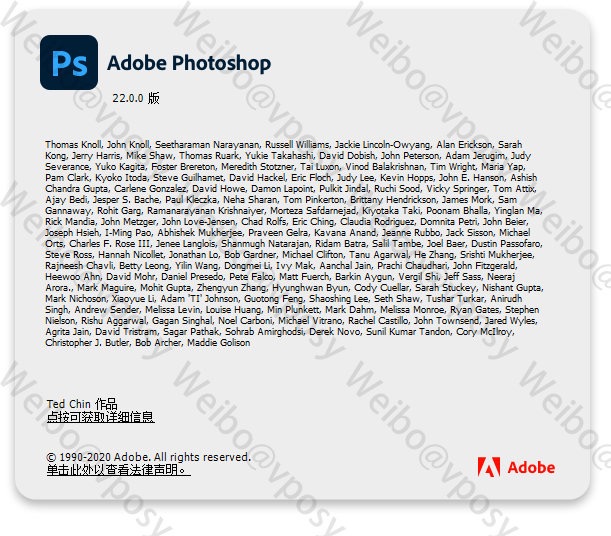 Ps Adobe Photoshop
22.0.0 版
Thomas Knoll, John Knoll, Seetharaman Narayanan, Russell Williams, Jackie Lincoln-Owyang, Alan Erickson, Sarah
Kong, Jerry Harris, Mike Shaw, Thomas Ruark, Yukie Takahashi, David Dobish, John Peterson, Adam Jerugim, Judy
Severance, Yuko Kagita, Foster Brereton, Meredith Stotzner, Tai Luxon, Vinod Balakrishnan, Tim Wright, Maria Yap,
Pam Clark, Kyoko Itoda, Steve Guilhamet, David Hackel, Eric Floch, Judy Lee, Kevin Hopps, John E. Hanson, Ashish
Chandra Gupta, Carlene Gonzalez, David Howe, Damon Lapoint, Pulkit Jindal, Ruchi Sood, Vicky Springer, Tom Attix,
Ajay Bedi, Jesper S. Bache, Paul Kleczka, Neha Sharan, Tom Pinkerton, Brittany Hendrickson, James Mork, Sam
Gannaway, Rohit Garg, Ramanarayanan Krishnaiyer, Morteza Safdarnejad, Kiyotaka Taki, Poonam Bhalla, Yinglan Ma,
Rick Mandia, John Love-Jensen, Chad Rolfs, Eric Ching, Claudia Rodriguez, Domnita Petri, John Beier,
Joseph Hsieh, I-Ming Pao, Abhishek Mukherjee, Praveen Gelra, Kavana Anand, Jeanne Rubbo, Jack Sisson, Michael
Orts, Charles F. Rose III, Jenee Langlois, Shanmugh Natarajan, Ridam Batra, Salil Tambe, Joel Baer, Dustin Passofaro,
Steve Ross, Hannah Nicollet, Jonathan Lo, Bob Gardner, Michael Clifton, Tanu Agarwal, He Zhang, Srishti Mukherjee,
Rajneesh Chavli, Betty Leong, Yilin Wang, Dongmei Li, Ivy Mak, Aanchal Jain, Prachi Chaudhari, John Fitzgerald,
Heewoo Ahn, David Mohr, Daniel Presedo, Pete Falco, Matt Fuerch, Barkin Aygun, Vergil Shi, Jeff Sass, Neeraj
Arora., Mark Maguire, Mohit Gupta, Zhengyun Zhang, Hyunghwan Byun, Cody Cuellar, Sarah Stuckey, Nishant Gupta,
Mark Nichoson, Xiaoyue Li, Adam 'TJ' Johnson, Guotong Feng, Shaoshing Lee, Seth Shaw, Tushar Turkar, Anirudh
Singh, Andrew Sender, Melissa Levin, Louise Huang, Min Plunkett, Mark Dahm, Melissa Monroe, Ryan Gates, Stephen
Nielson, Rishu Aggarwal, Gagan Singhal, Noel Carboni, Michael Vitrano, Rachel Castillo, John Townsend, Jared Wyles,
Agrita Jain, David Tristram, Sagar Pathak, Sohrab Amirghodsi, Derek Novo, Sunil Kumar Tandon, Cory McIlroy,
Christopher J. Butler, Bob Archer, Maddie Golison
Ted Chin 作品
点按可获取详细信息
© 1990-2020 Adobe. All rights reserved.
单击此处以查看法律声明。
Adobe
Weibo@vposy